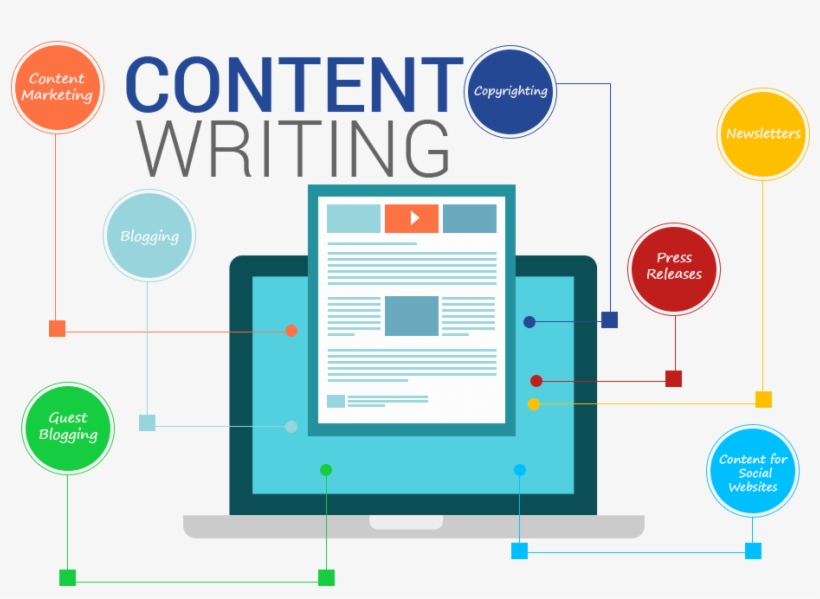 CONTENT
WRITING
Content
Marketing
Copyrighting
Newsletters
Blogging
Press
Releases
Guest
Blogging
Content for
Social
Websites